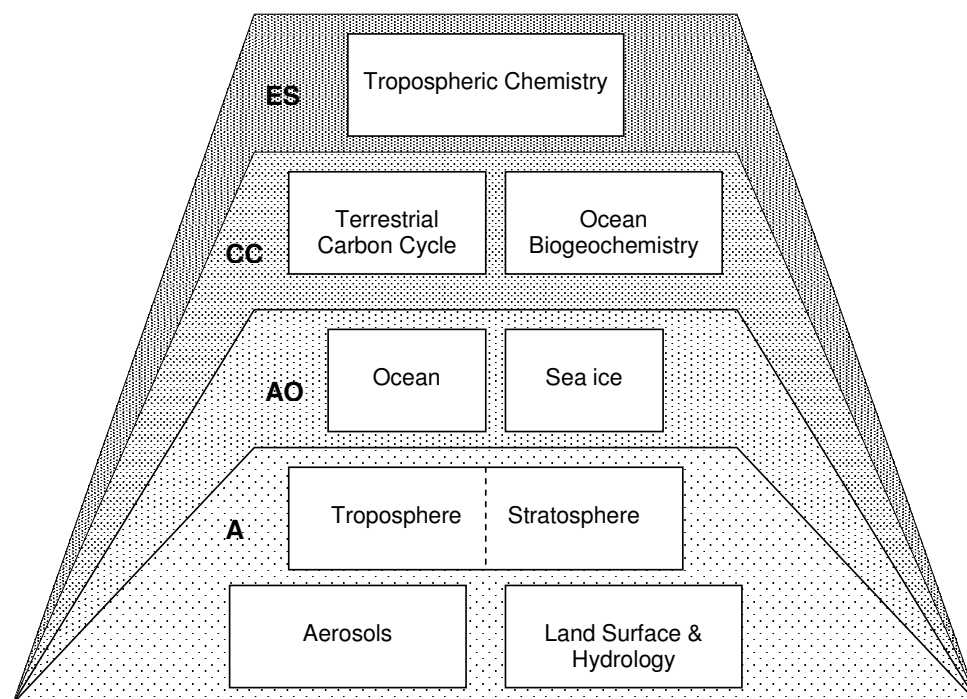 ES
Tropospheric Chemistry
CC
Terrestrial
Carbon Cycle
Ocean
Biogeochemistry
AO
Ocean
Sea ice
A
Troposphere
Stratosphere
Aerosols
Land Surface &
Hydrology